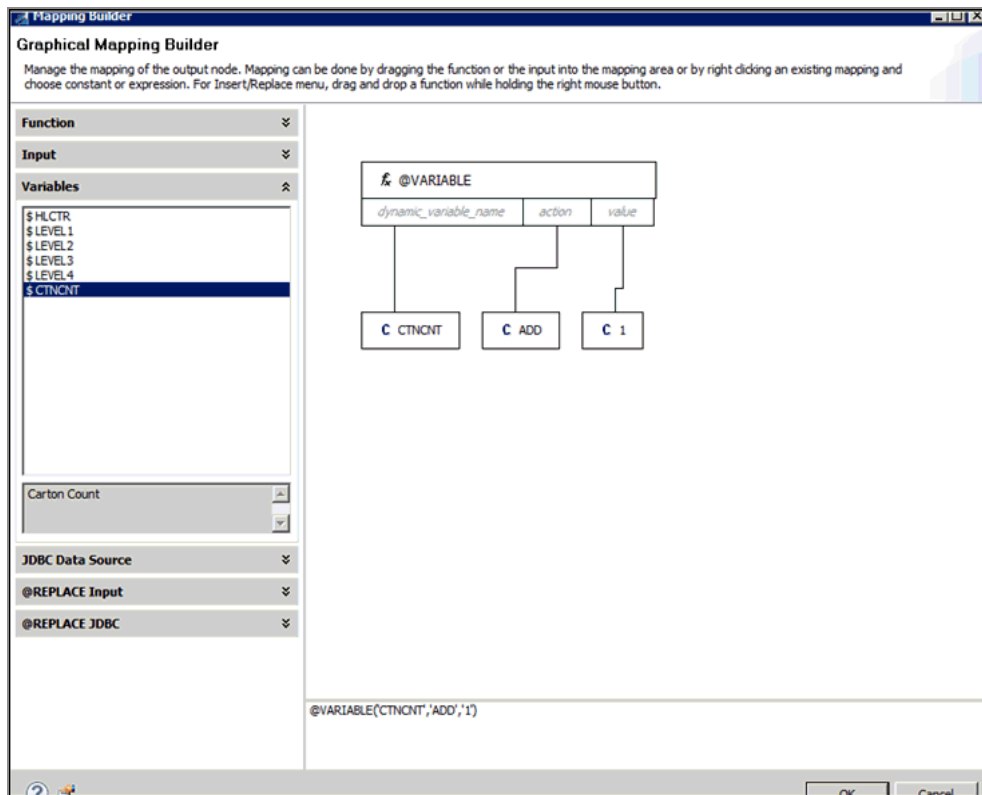 Mapping Builder
Graphical Mapping Builder
Manage the mapping of the output node. Mapping can be done by dragging the function or the input into the mapping area or by right clicking an existing mapping and
choose constant or expression. For Insert/Replace menu, drag and drop a function while holding the right mouse button.
Function
Input
Variables
$HLCTR
$LEVEL1
$LEVEL2
$LEVEL3
$LEVEL4
$CTNCNT
Carton Count
JDBC Data Source
@REPLACE Input
@REPLACE JDBC
fx @VARIABLE
dynamic_variable_name action value
C CTNCNT C ADD C 1
@VARIABLE('CTNCNT','ADD','1')
?
OK Cancel